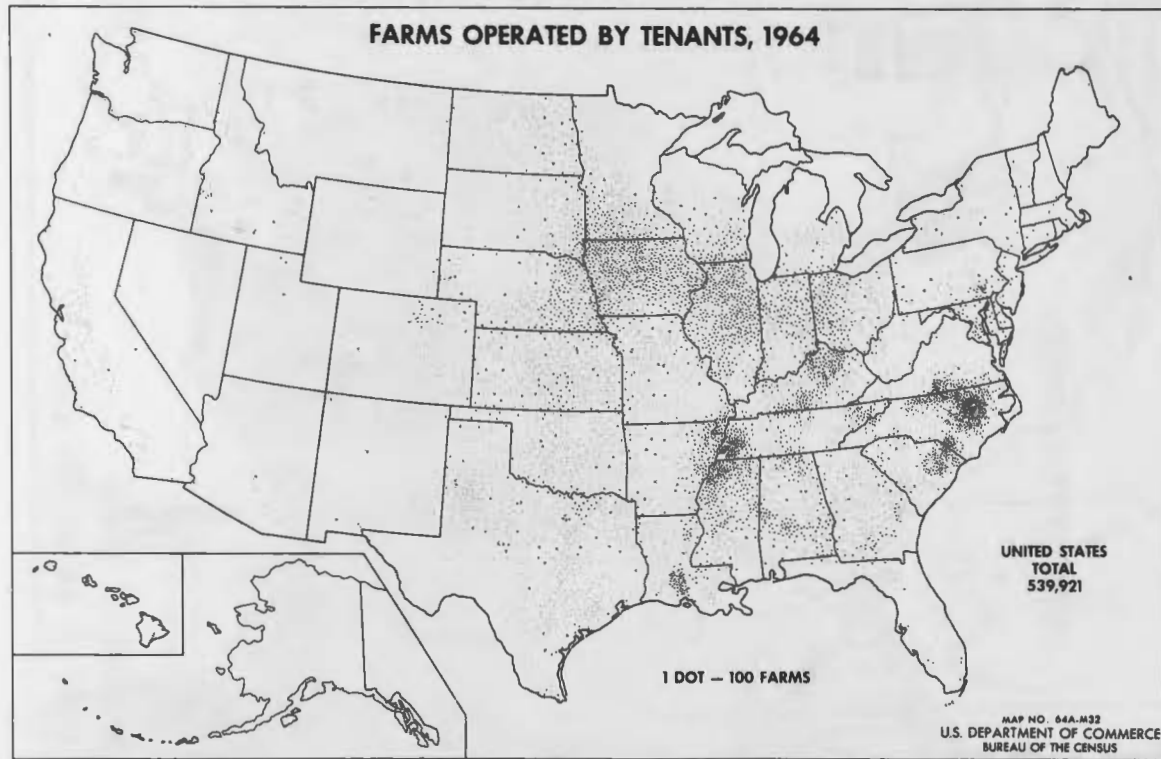 FARMS OPERATED BY TENANTS, 1964
UNITED STATES
TOTAL
539,921
1 DOT — 100 FARMS
MAP NO. 64A-M32
U.S. DEPARTMENT OF COMMERCE
BUREAU OF THE CENSUS